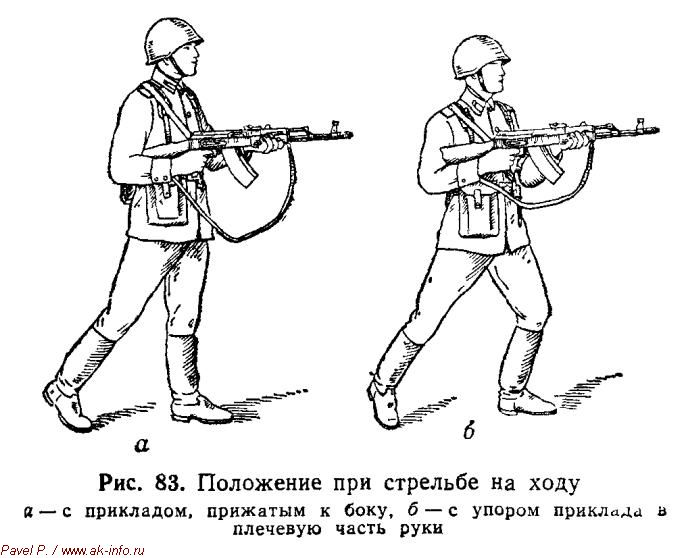 а б
Рис. 83. Положение при стрельбе на ходу
а — с прикладом, прижатым к боку, б — с упором приклада в
плечевую часть руки
Pavel P. / www.ak-info.ru